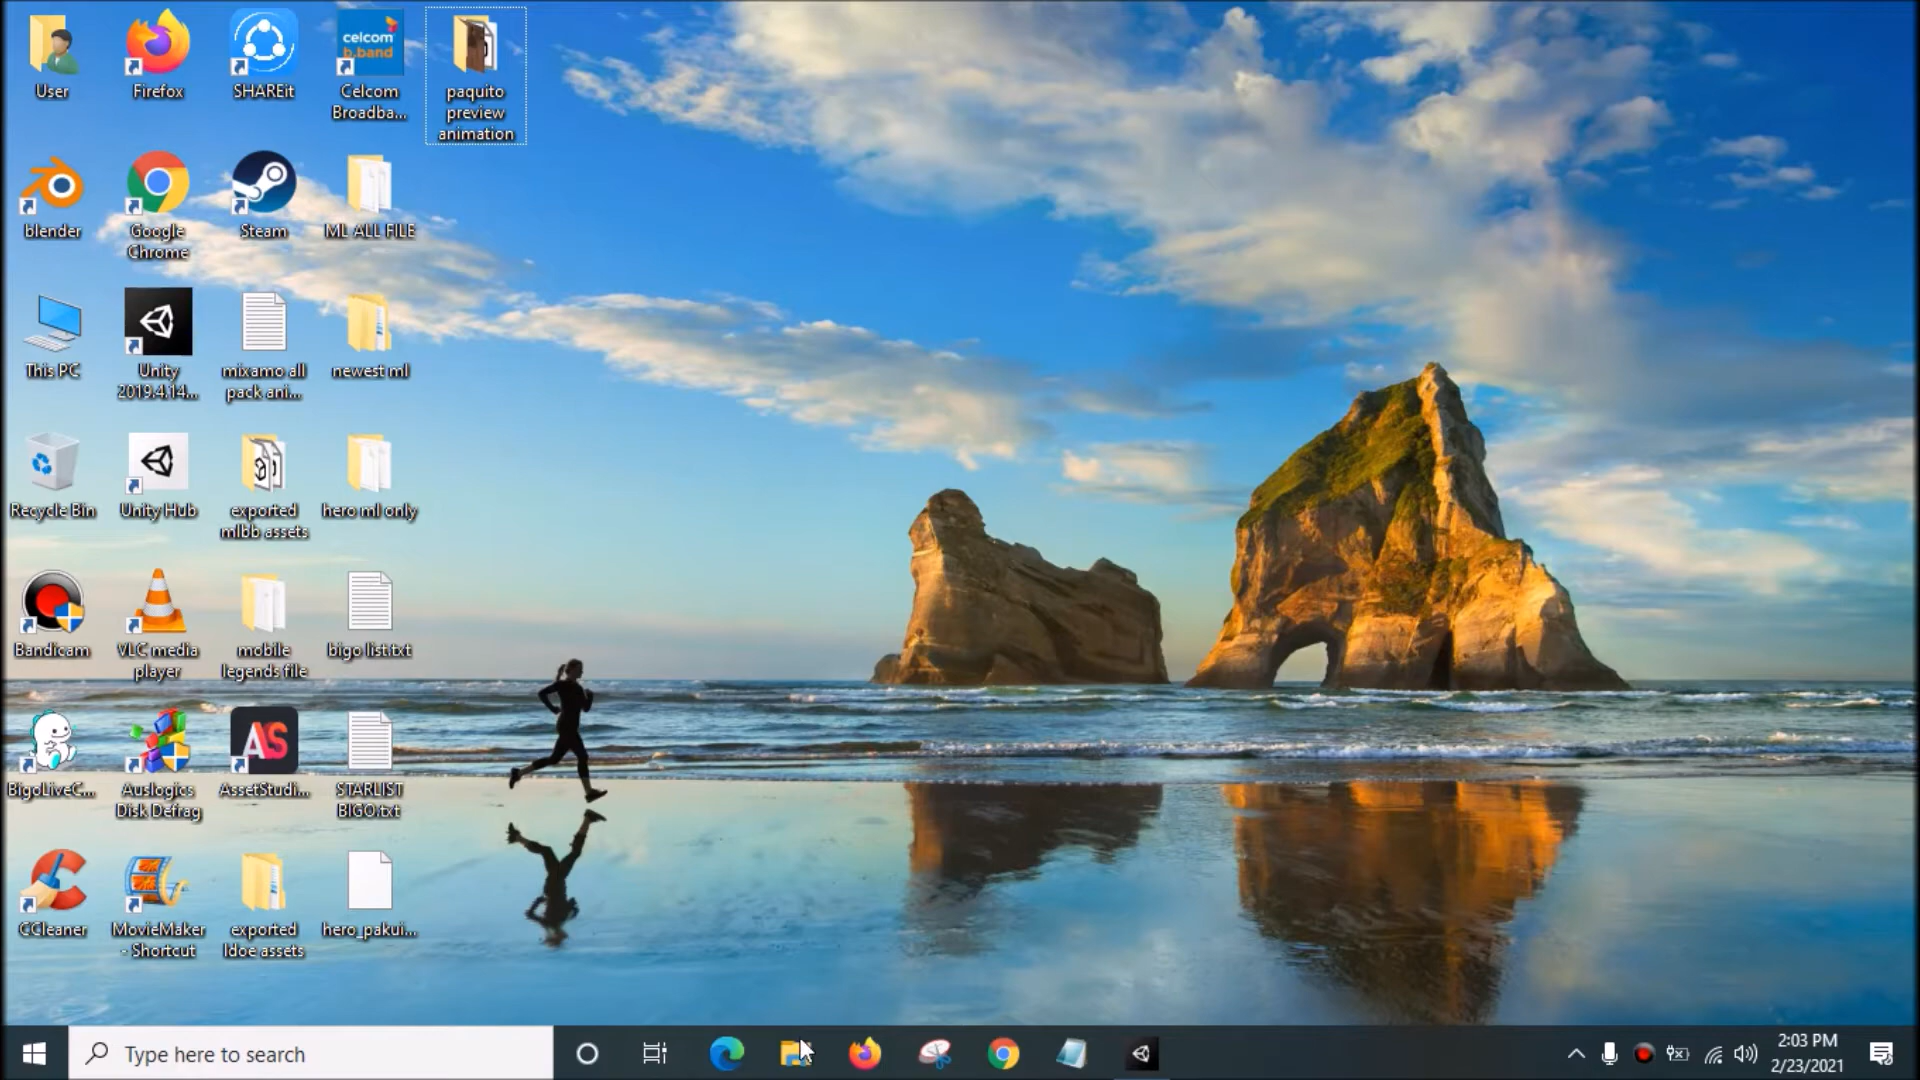 User
Firefox
SHAREit
celcom
b.band
Celcom
Broadba...
paquito
preview
animation
blender
Google
Chrome
Steam
ML ALL FILE
This PC
Unity
2019.4.14...
mixamo all
pack ani...
newest ml
Recycle Bin
Unity Hub
exported
mlbb assets
hero ml only
Bandicam
VLC media
player
mobile
legends file
bigo list.txt
BigoLiveC...
Auslogics
Disk Defrag
AS
AssetStudi...
STARLIST
BIGO.txt
CCleaner
MovieMaker
- Shortcut
exported
ldoe assets
hero_pakui...
Type here to search
2:03 PM
2/23/2021